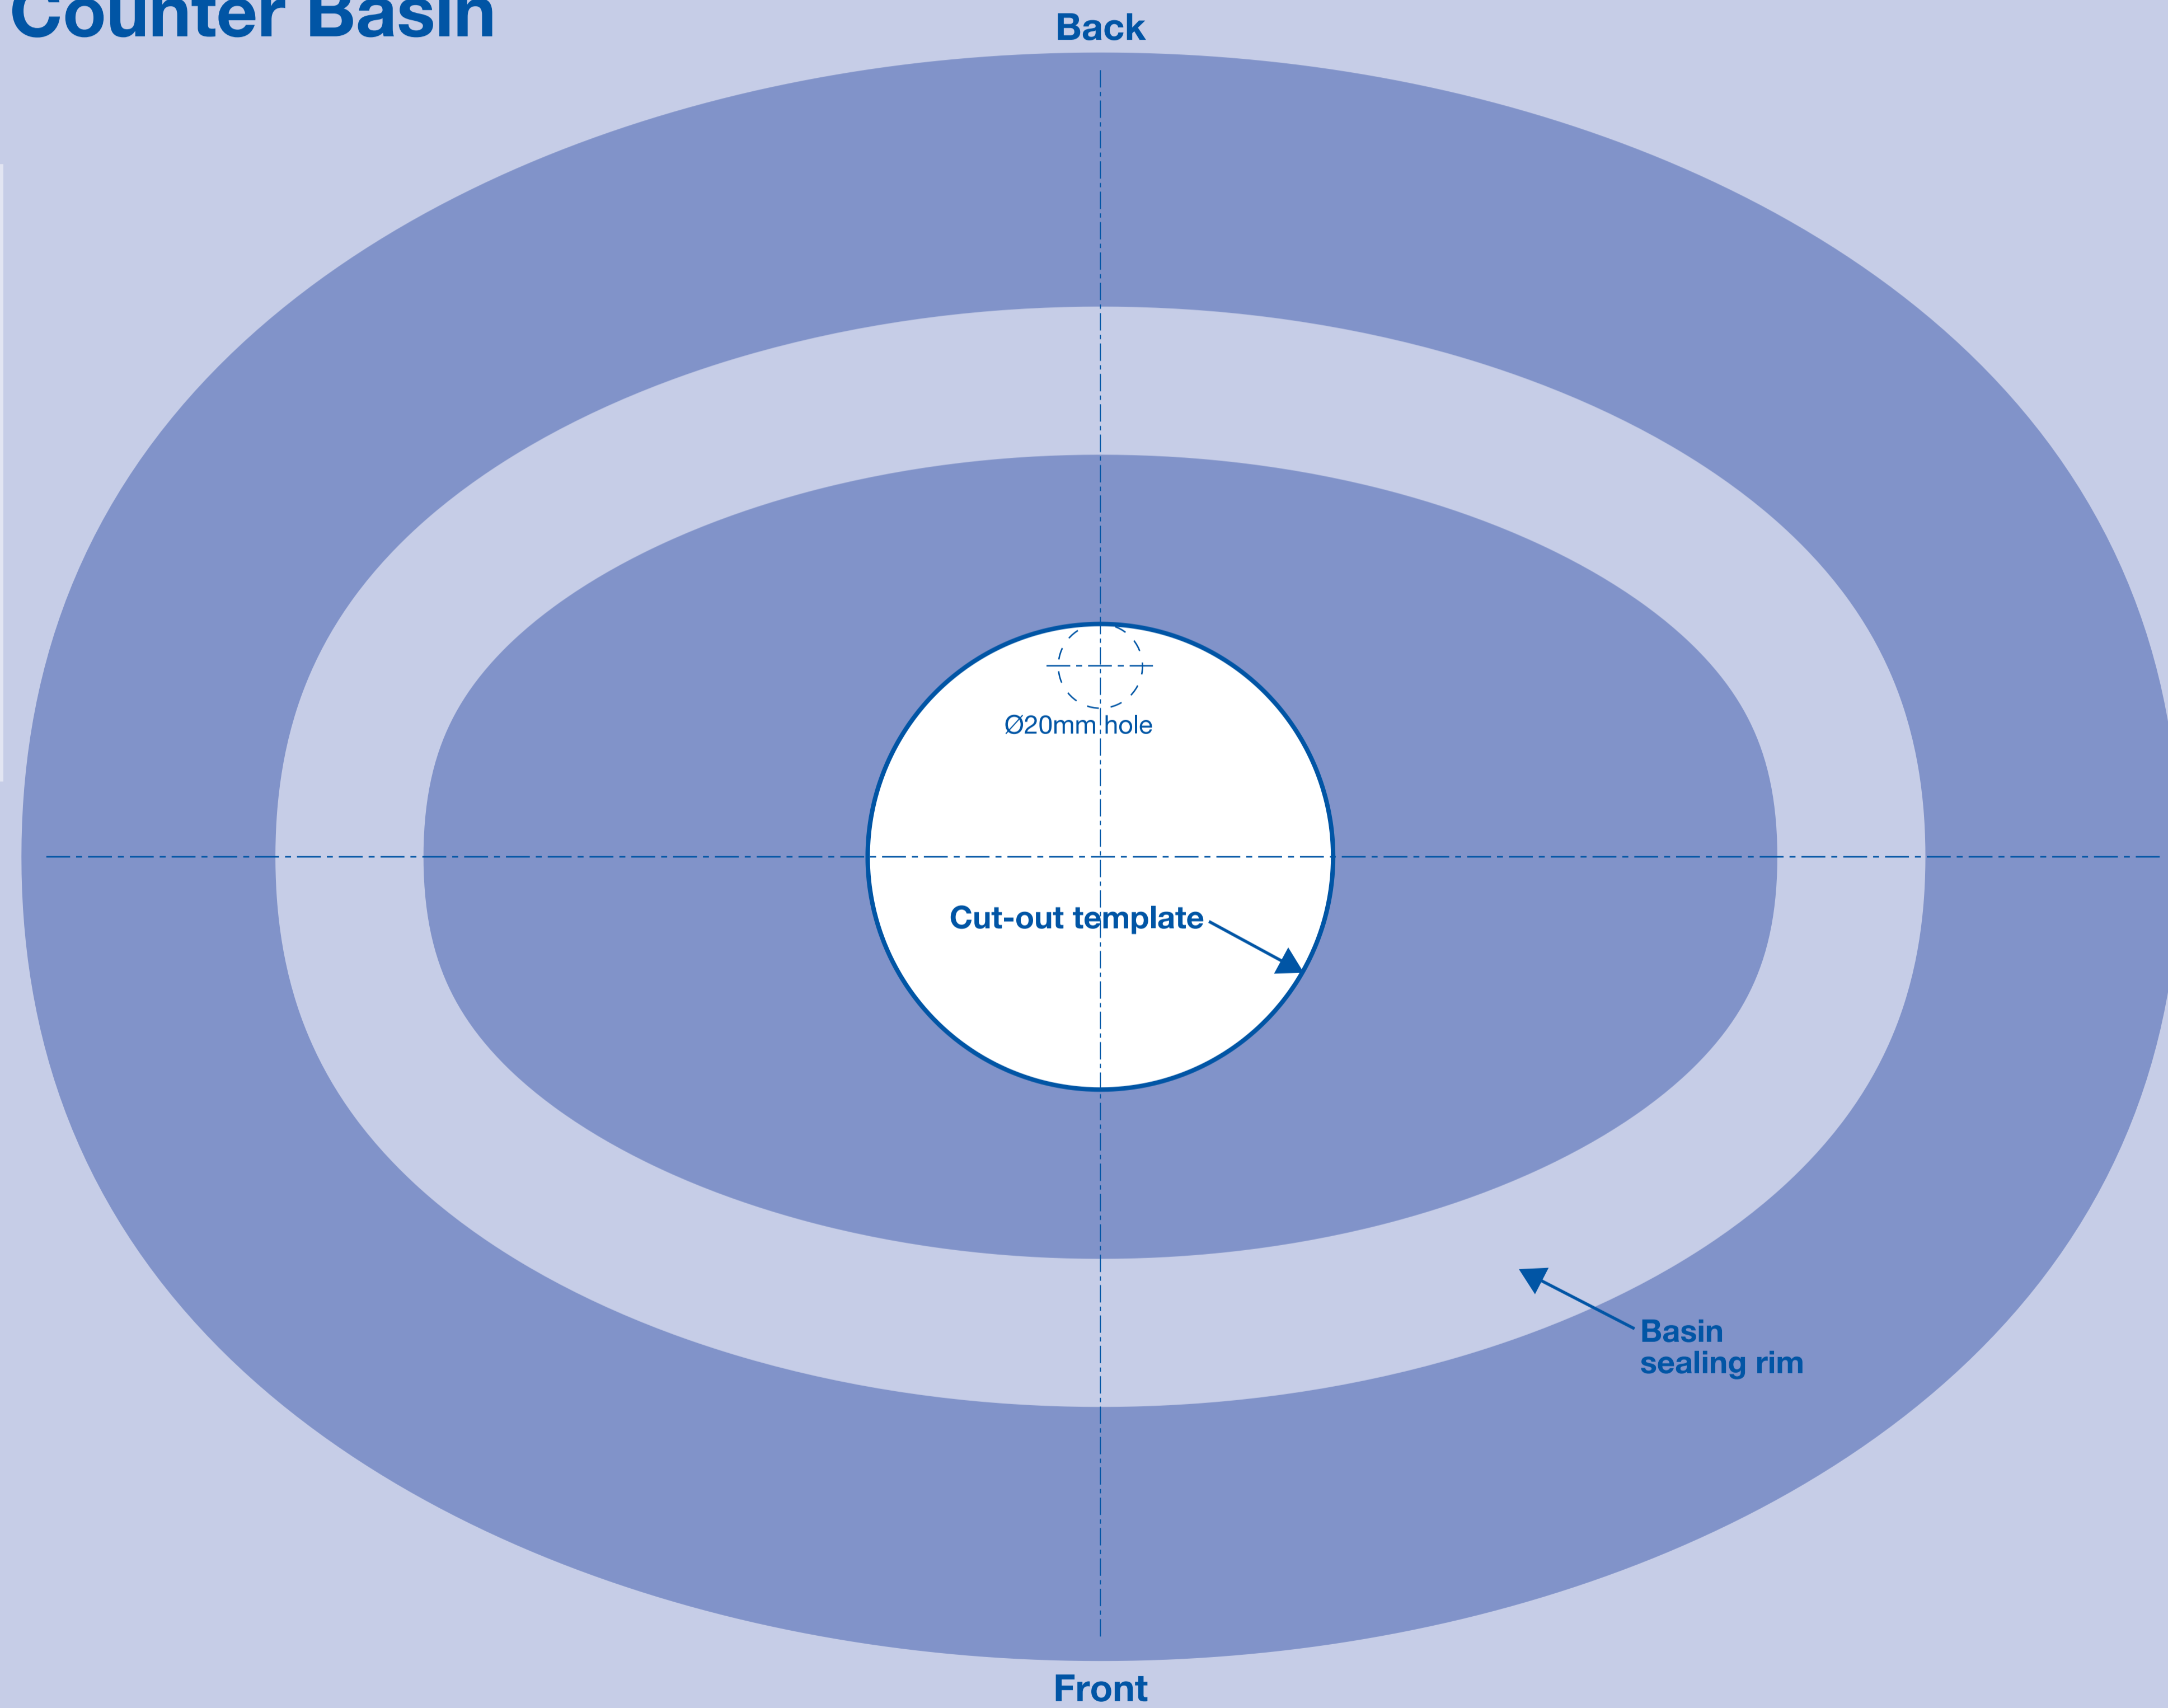 Counter Basin
Back
Ø20mm hole
Cut-out template
Basin
sealing rim
Front